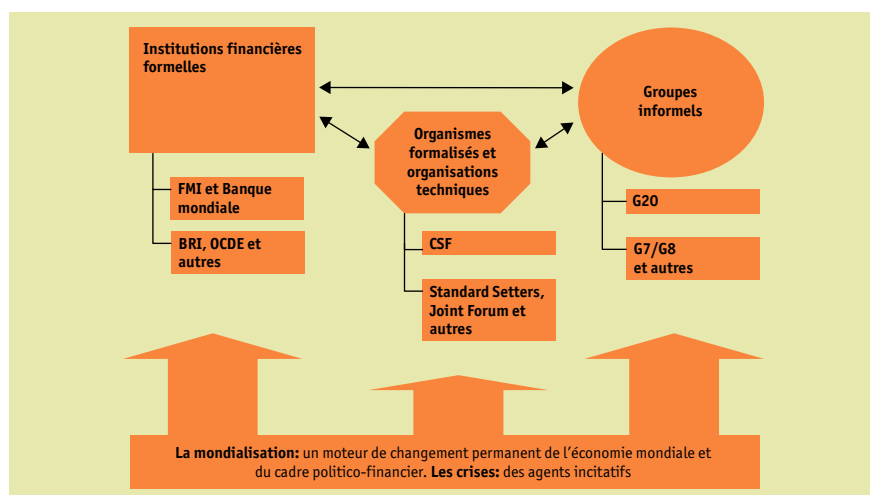 Institutions financières
formelles
Groupes
informels
Organismes
formalisés et
organisations
techniques
FMI et Banque
mondiale
BRI, OCDE et
autres
CSF
Standard Setters,
Joint Forum et
autres
G20
G7/G8
et autres
La mondialisation: un moteur de changement permanent de l’économie mondiale et
du cadre politico-financier. Les crises: des agents incitatifs